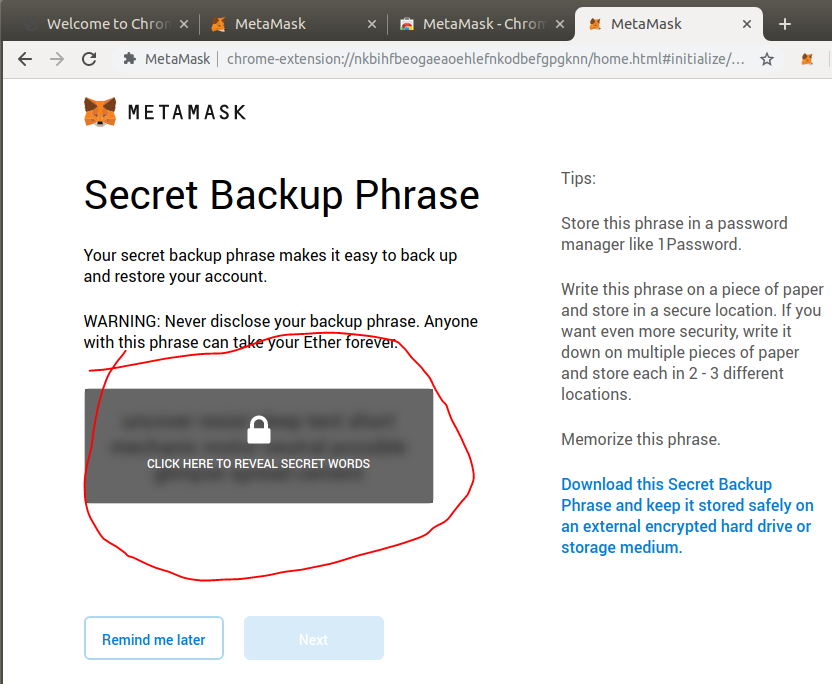 Welcome to Chro
MetaMask
MetaMask - Chro
MetaMask
MetaMask
chrome-extension://nkbihfbeogaeaoehlefnkodbefgpgknn/home.html#initialize/...
METAMASK
Secret Backup Phrase
Your secret backup phrase makes it easy to back up
and restore your account.
WARNING: Never disclose your backup phrase. Anyone
with this phrase can take your Ether forever.
CLICK HERE TO REVEAL SECRET WORDS
Remind me later
Next
Tips:
Store this phrase in a password
manager like 1Password.
Write this phrase on a piece of paper
and store in a secure location. If you
want even more security, write it
down on multiple pieces of paper
and store each in 2 - 3 different
locations.
Memorize this phrase.
Download this Secret Backup
Phrase and keep it stored safely on
an external encrypted hard drive or
storage medium.